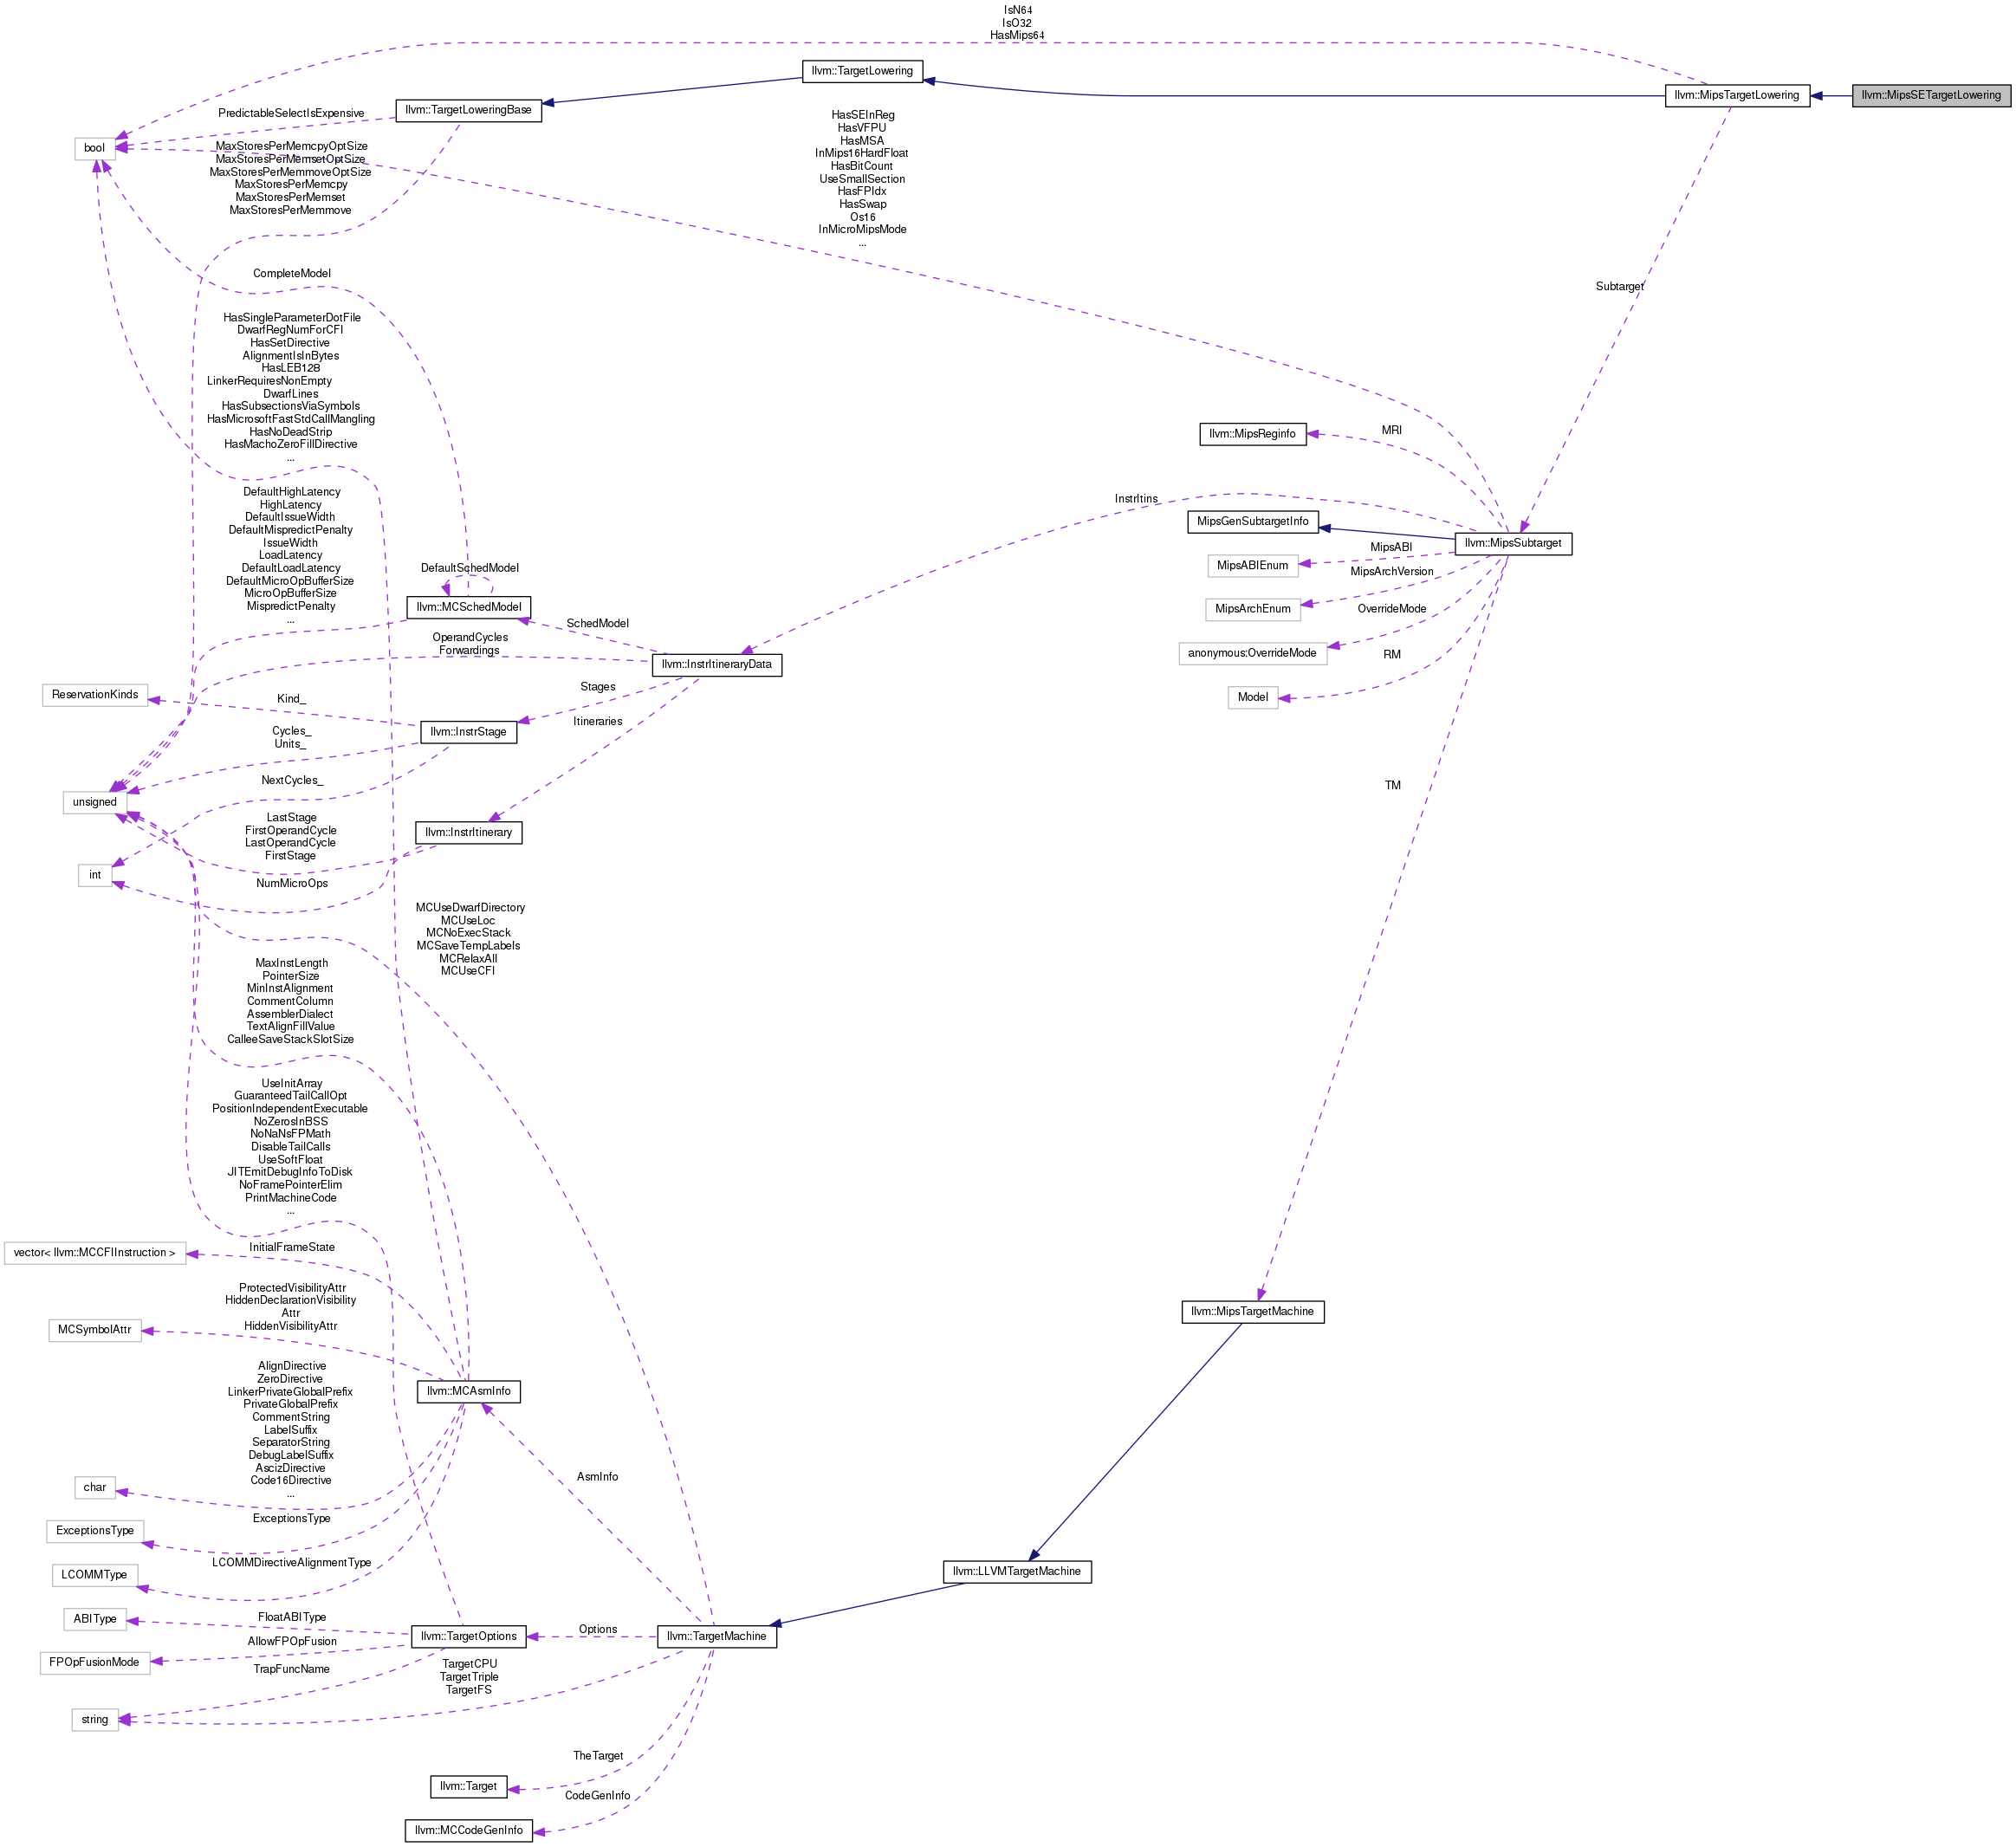 IsN64
IsO32
HasMips64
llvm::TargetLowering
llvm::MipsTargetLowering
llvm::MipsSETargetLowering
PredictableSelectIsExpensive
llvm::TargetLoweringBase
bool
MaxStoresPerMemcpyOptSize
MaxStoresPerMemsetOptSize
MaxStoresPerMemmoveOptSize
MaxStoresPerMemcpy
MaxStoresPerMemset
MaxStoresPerMemmove
HasSEInReg
HasVFPU
HasMSA
InMips16HardFloat
HasBitCount
UseSmallSection
HasFPIdx
HasSwap
Os16
InMicroMipsMode
...
CompleteModel
Subtarget
HasSingleParameterDotFile
DwarfRegNumForCFI
HasSetDirective
AlignmentIsInBytes
HasLEB128
LinkerRequiresNonEmpty
DwarfLines
HasSubsectionsViaSymbols
HasMicrosoftFastStdCallMangling
HasNoDeadStrip
HasMachoZeroFillDirective
...
llvm::MipsReginfo
MRI
DefaultHighLatency
HighLatency
DefaultIssueWidth
DefaultMispredictPenalty
IssueWidth
LoadLatency
DefaultLoadLatency
DefaultMicroOpBufferSize
MicroOpBufferSize
MispredictPenalty
...
InstrItins
MipsGenSubtargetInfo
llvm::MipsSubtarget
MipsABI
MipsABIEnum
MipsArchVersion
DefaultSchedModel
llvm::MCSchedModel
MipsArchEnum
OverrideMode
SchedModel
OperandCycles
Forwardings
anonymous:OverrideMode
RM
llvm::InstrItineraryData
ReservationKinds
Kind_
Stages
Model
Itineraries
llvm::InstrStage
Cycles_
Units_
NextCycles_
TM
unsigned
LastStage
FirstOperandCycle
LastOperandCycle
FirstStage
llvm::InstrItinerary
int
NumMicroOps
MCUseDwarfDirectory
MCUseLoc
MCNoExecStack
MCSaveTempLabels
MCRelaxAll
MCUseCFI
MaxInstLength
PointerSize
MinInstAlignment
CommentColumn
AssemblerDialect
TextAlignFillValue
CalleeSaveStackSlotSize
UseInitArray
GuaranteedTailCallOpt
PositionIndependentExecutable
NoZerosInBSS
NoNaNsFPMath
DisableTailCalls
UseSoftFloat
JITEmitDebugInfoToDisk
NoFramePointerElim
PrintMachineCode
...
vector< llvm::MCCFIInstruction >
InitialFrameState
ProtectedVisibilityAttr
HiddenDeclarationVisibility
Attr
HiddenVisibilityAttr
llvm::MipsTargetMachine
MCSymbolAttr
AlignDirective
ZeroDirective
LinkerPrivateGlobalPrefix
PrivateGlobalPrefix
CommentString
LabelSuffix
SeparatorString
DebugLabelSuffix
AscizDirective
Code16Directive
...
llvm::MCAsmInfo
AsmInfo
char
ExceptionsType
ExceptionsType
LCOMMDirectiveAlignmentType
LCOMMType
llvm::LLVMTargetMachine
ABIType
FloatABIType
llvm::TargetOptions
Options
llvm::TargetMachine
AllowFPOpFusion
FPOpFusionMode
TrapFuncName
TargetCPU
TargetTriple
TargetFS
string
TheTarget
llvm::Target
CodeGenInfo
llvm::MCCodeGenInfo